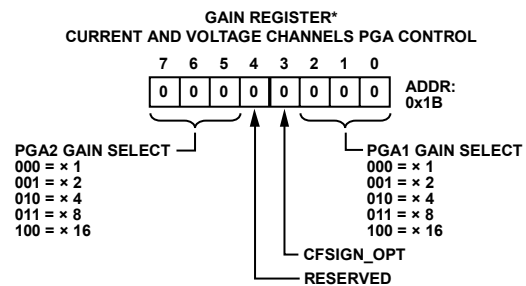 GAIN REGISTER*
CURRENT AND VOLTAGE CHANNELS PGA CONTROL
7 6 5 4 3 2 1 0
0 0 0 0 0 0 0 0
ADDR:
0x1B
PGA2 GAIN SELECT
000 = × 1
001 = × 2
010 = × 4
011 = × 8
100 = × 16
PGA1 GAIN SELECT
000 = × 1
001 = × 2
010 = × 4
011 = × 8
100 = × 16
CFSIGN_OPT
RESERVED